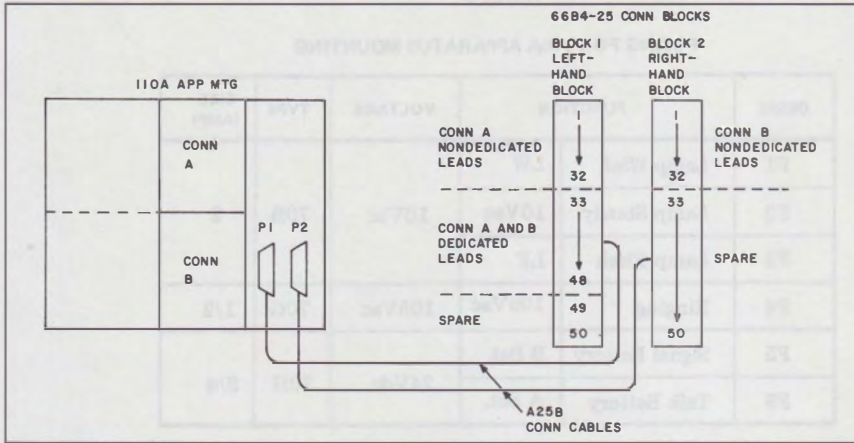 66B4-25 CONN BLOCKS
BLOCK 1
LEFT-
HAND
BLOCK
BLOCK 2
RIGHT-
HAND
BLOCK
110A APP MTG
CONN
A
CONN A
NONDEDICATED
LEADS
32
33
32
33
CONN B
NONDEDICATED
LEADS
P1 P2
CONN
B
CONN A AND B
DEDICATED
LEADS
48
49
50
SPARE
SPARE
50
A25B
CONN CABLES